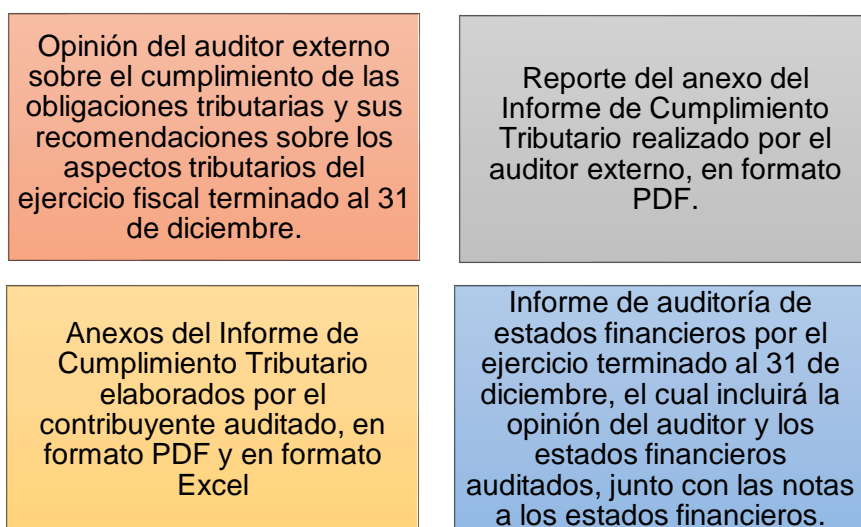 Opinión del auditor externo
sobre el cumplimiento de las
obligaciones tributarias y sus
recomendaciones sobre los
aspectos tributarios del
ejercicio fiscal terminado al 31
de diciembre.
Reporte del anexo del
Informe de Cumplimiento
Tributario realizado por el
auditor externo, en formato
PDF.
Anexos del Informe de
Cumplimiento Tributario
elaborados por el
contribuyente auditado, en
formato PDF y en formato
Excel
Informe de auditoría de
estados financieros por el
ejercicio terminado al 31 de
diciembre, el cual incluirá la
opinión del auditor y los
estados financieros
auditados, junto con las notas
a los estados financieros.